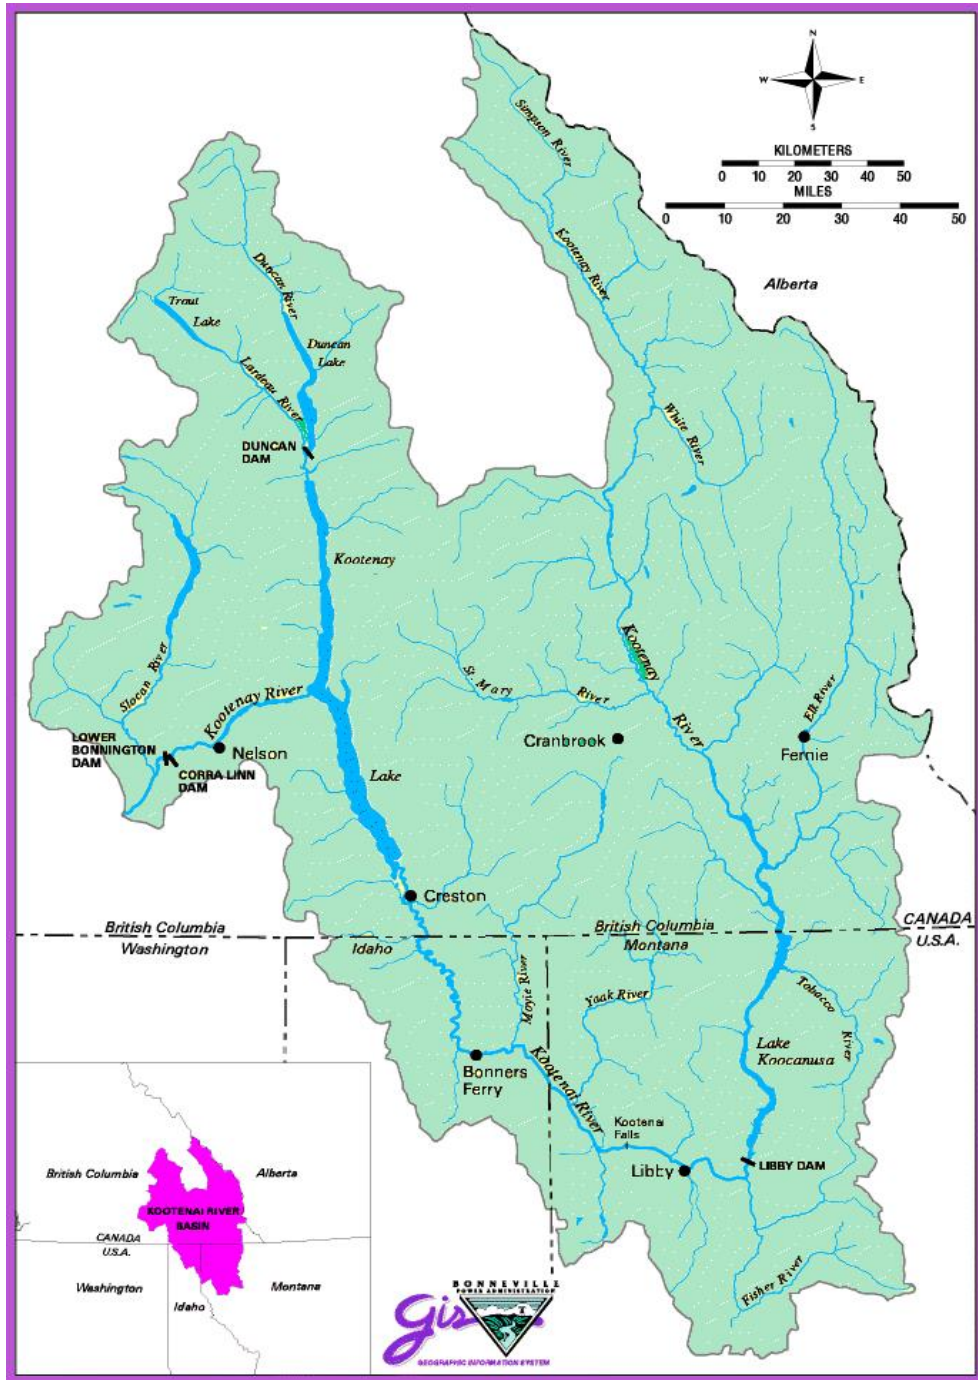 N
W E
S
KILOMETERS
0 10 20 30 40 50
MILES
0 10 20 30 40 50
Simpson River
Kootenay River
Alberta
Duncan River
Trout
Lake
Duncan
Lake
Lardeau River
White River
DUNCAN
DAM
Kootenay
Slocan River
Kootenay River
St. Mary
River
Kootenay
River
Elk River
LOWER
BONNINGTON
DAM
Nelson
CORRA LINN
DAM
Cranbrook
Fernie
Lake
Creston
British Columbia
Washington
Idaho
British Columbia
Montana
CANADA
U.S.A.
Moyie River
Yaak River
Tobacco
River
Lake
Koocanusa
Bonners
Ferry
Kootenai River
Kootenai
Falls
Libby
LIBBY DAM
Fisher River
British Columbia
Alberta
KOOTENAI RIVER
BASIN
CANADA
U.S.A.
Washington
Idaho
Montana
BONNEVILLE
POWER ADMINISTRATION
Gis
GEOGRAPHIC INFORMATION SYSTEM